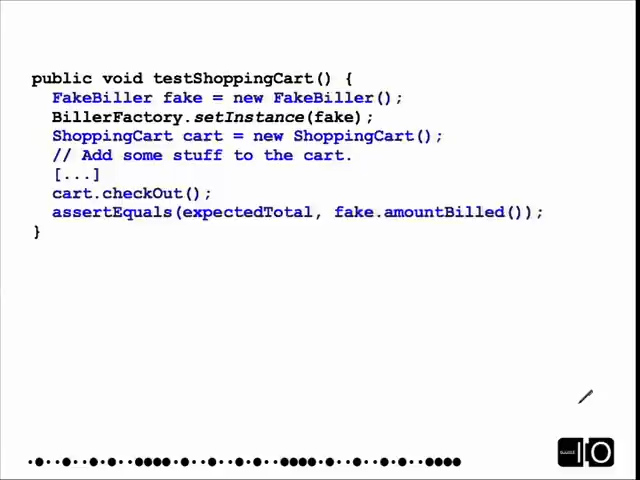 public void testShoppingCart() {
FakeBiller fake = new FakeBiller();
BillerFactory.setInstance(fake);
ShoppingCart cart = new ShoppingCart();
// Add some stuff to the cart.
[...]
cart.checkOut();
assertEquals(expectedTotal, fake.amountBilled());
}
IO